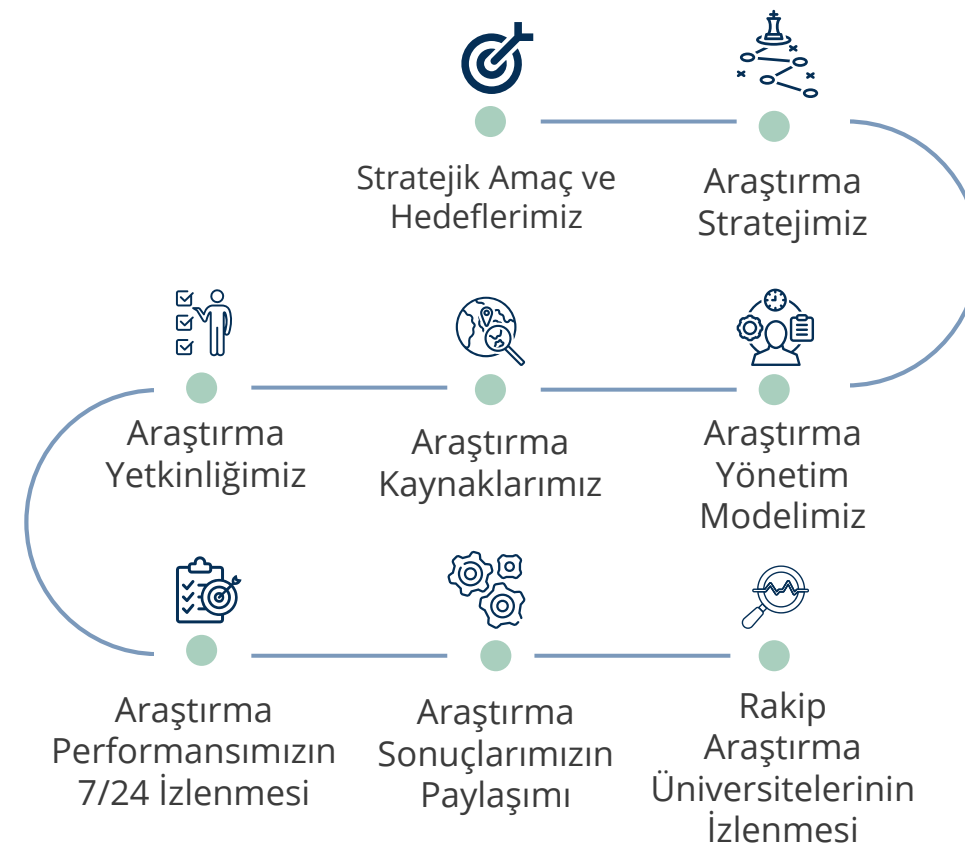 Stratejik Amaç ve
Hedeflerimiz
Araştırma
Stratejimiz
Araştırma
Yönetim
Modelimiz
Araştırma
Kaynaklarımız
Araştırma
Yetkinliğimiz
Araştırma
Performansımızın
7/24 İzlenmesi
Araştırma
Sonuçlarımızın
Paylaşımı
Rakip
Araştırma
Üniversitelerinin
İzlenmesi